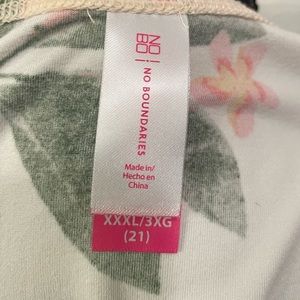 NO!
BO
NO BOUNDARIES
Made in/
Hecho en
China
XXXL/3XG
(21)